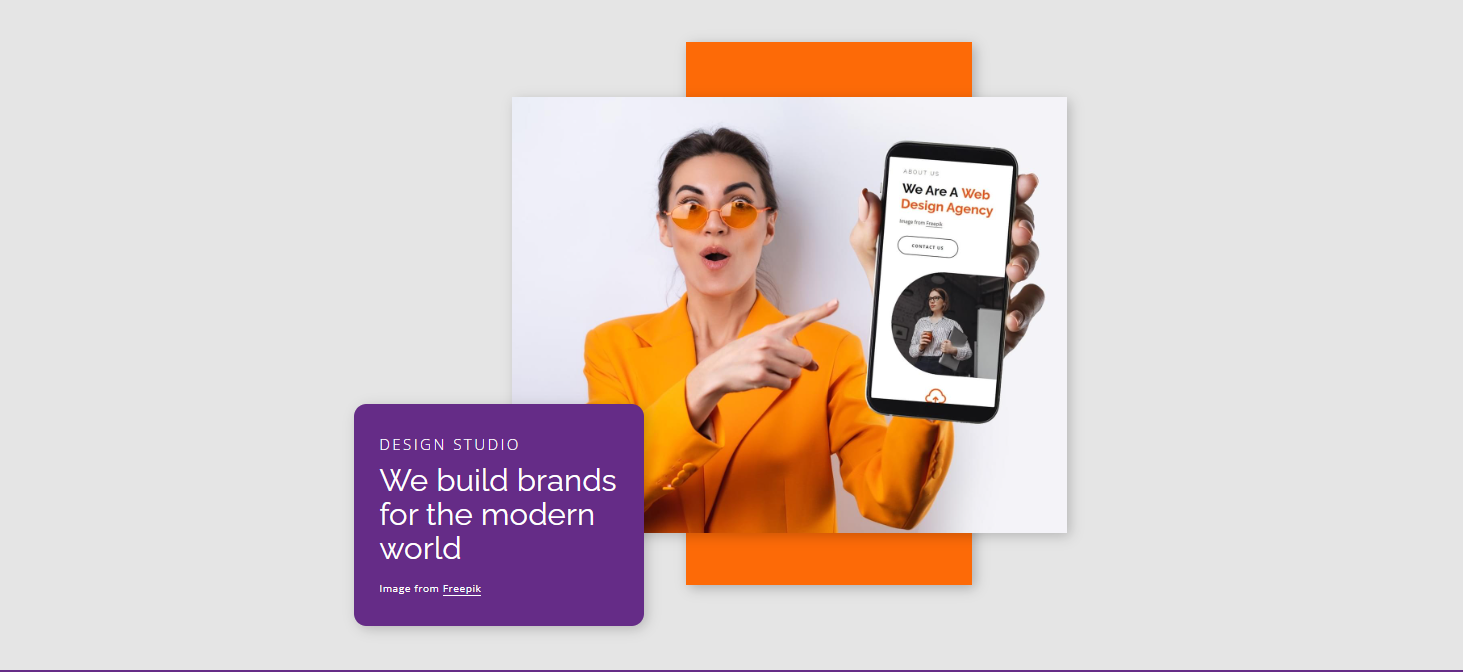 ABOUT US
We Are A Web
Design Agency
Image from Freepik
CONTACT US
DESIGN STUDIO
We build brands
for the modern
world
Image from Freepik